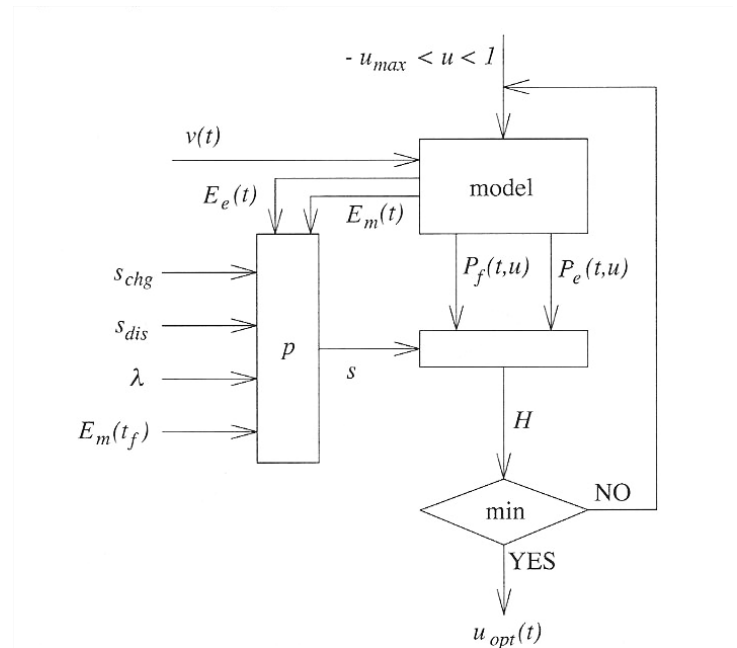 - u_max < u < 1
v(t)
model
E_e(t)
E_m(t)
P_f(t,u)
P_e(t,u)
s_chg
s_dis
p
s
λ
E_m(t_f)
H
min
NO
YES
u_opt(t)